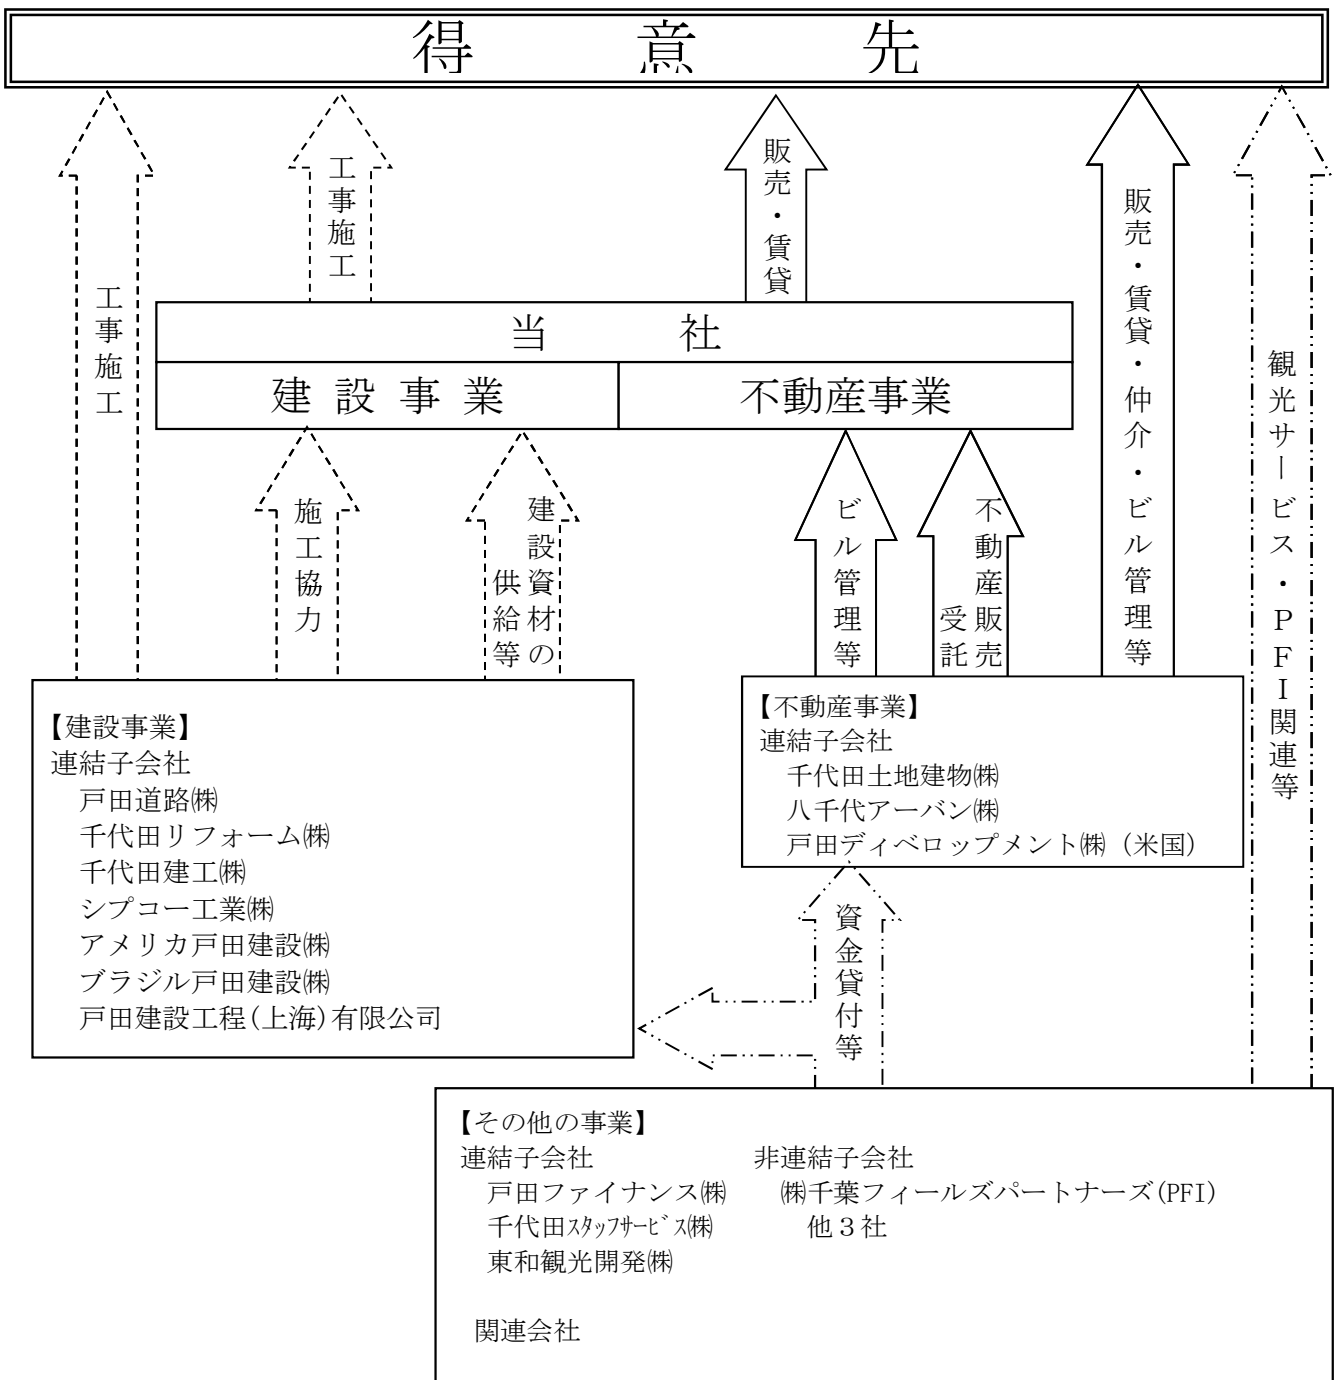 得意先
工事施工
工事施工
販売・賃貸
販売・賃貸・仲介・ビル管理等
観光サービス・ＰＦＩ関連等
当社
建設事業
不動産事業
施工協力
建設資材の
供給等
ビル管理等
不動産販売
受託
【建設事業】
連結子会社
戸田道路㈱
千代田リフォーム㈱
千代田建工㈱
シプコー工業㈱
アメリカ戸田建設㈱
ブラジル戸田建設㈱
戸田建設工程(上海)有限公司
【不動産事業】
連結子会社
千代田土地建物㈱
八千代アーバン㈱
戸田ディベロップメント㈱（米国）
資金貸付等
【その他の事業】
連結子会社　非連結子会社
戸田ファイナンス㈱　㈱千葉フィールズパートナーズ(PFI)
千代田ｽﾀｯﾌｻｰﾋﾞｽ㈱　他３社
東和観光開発㈱
関連会社